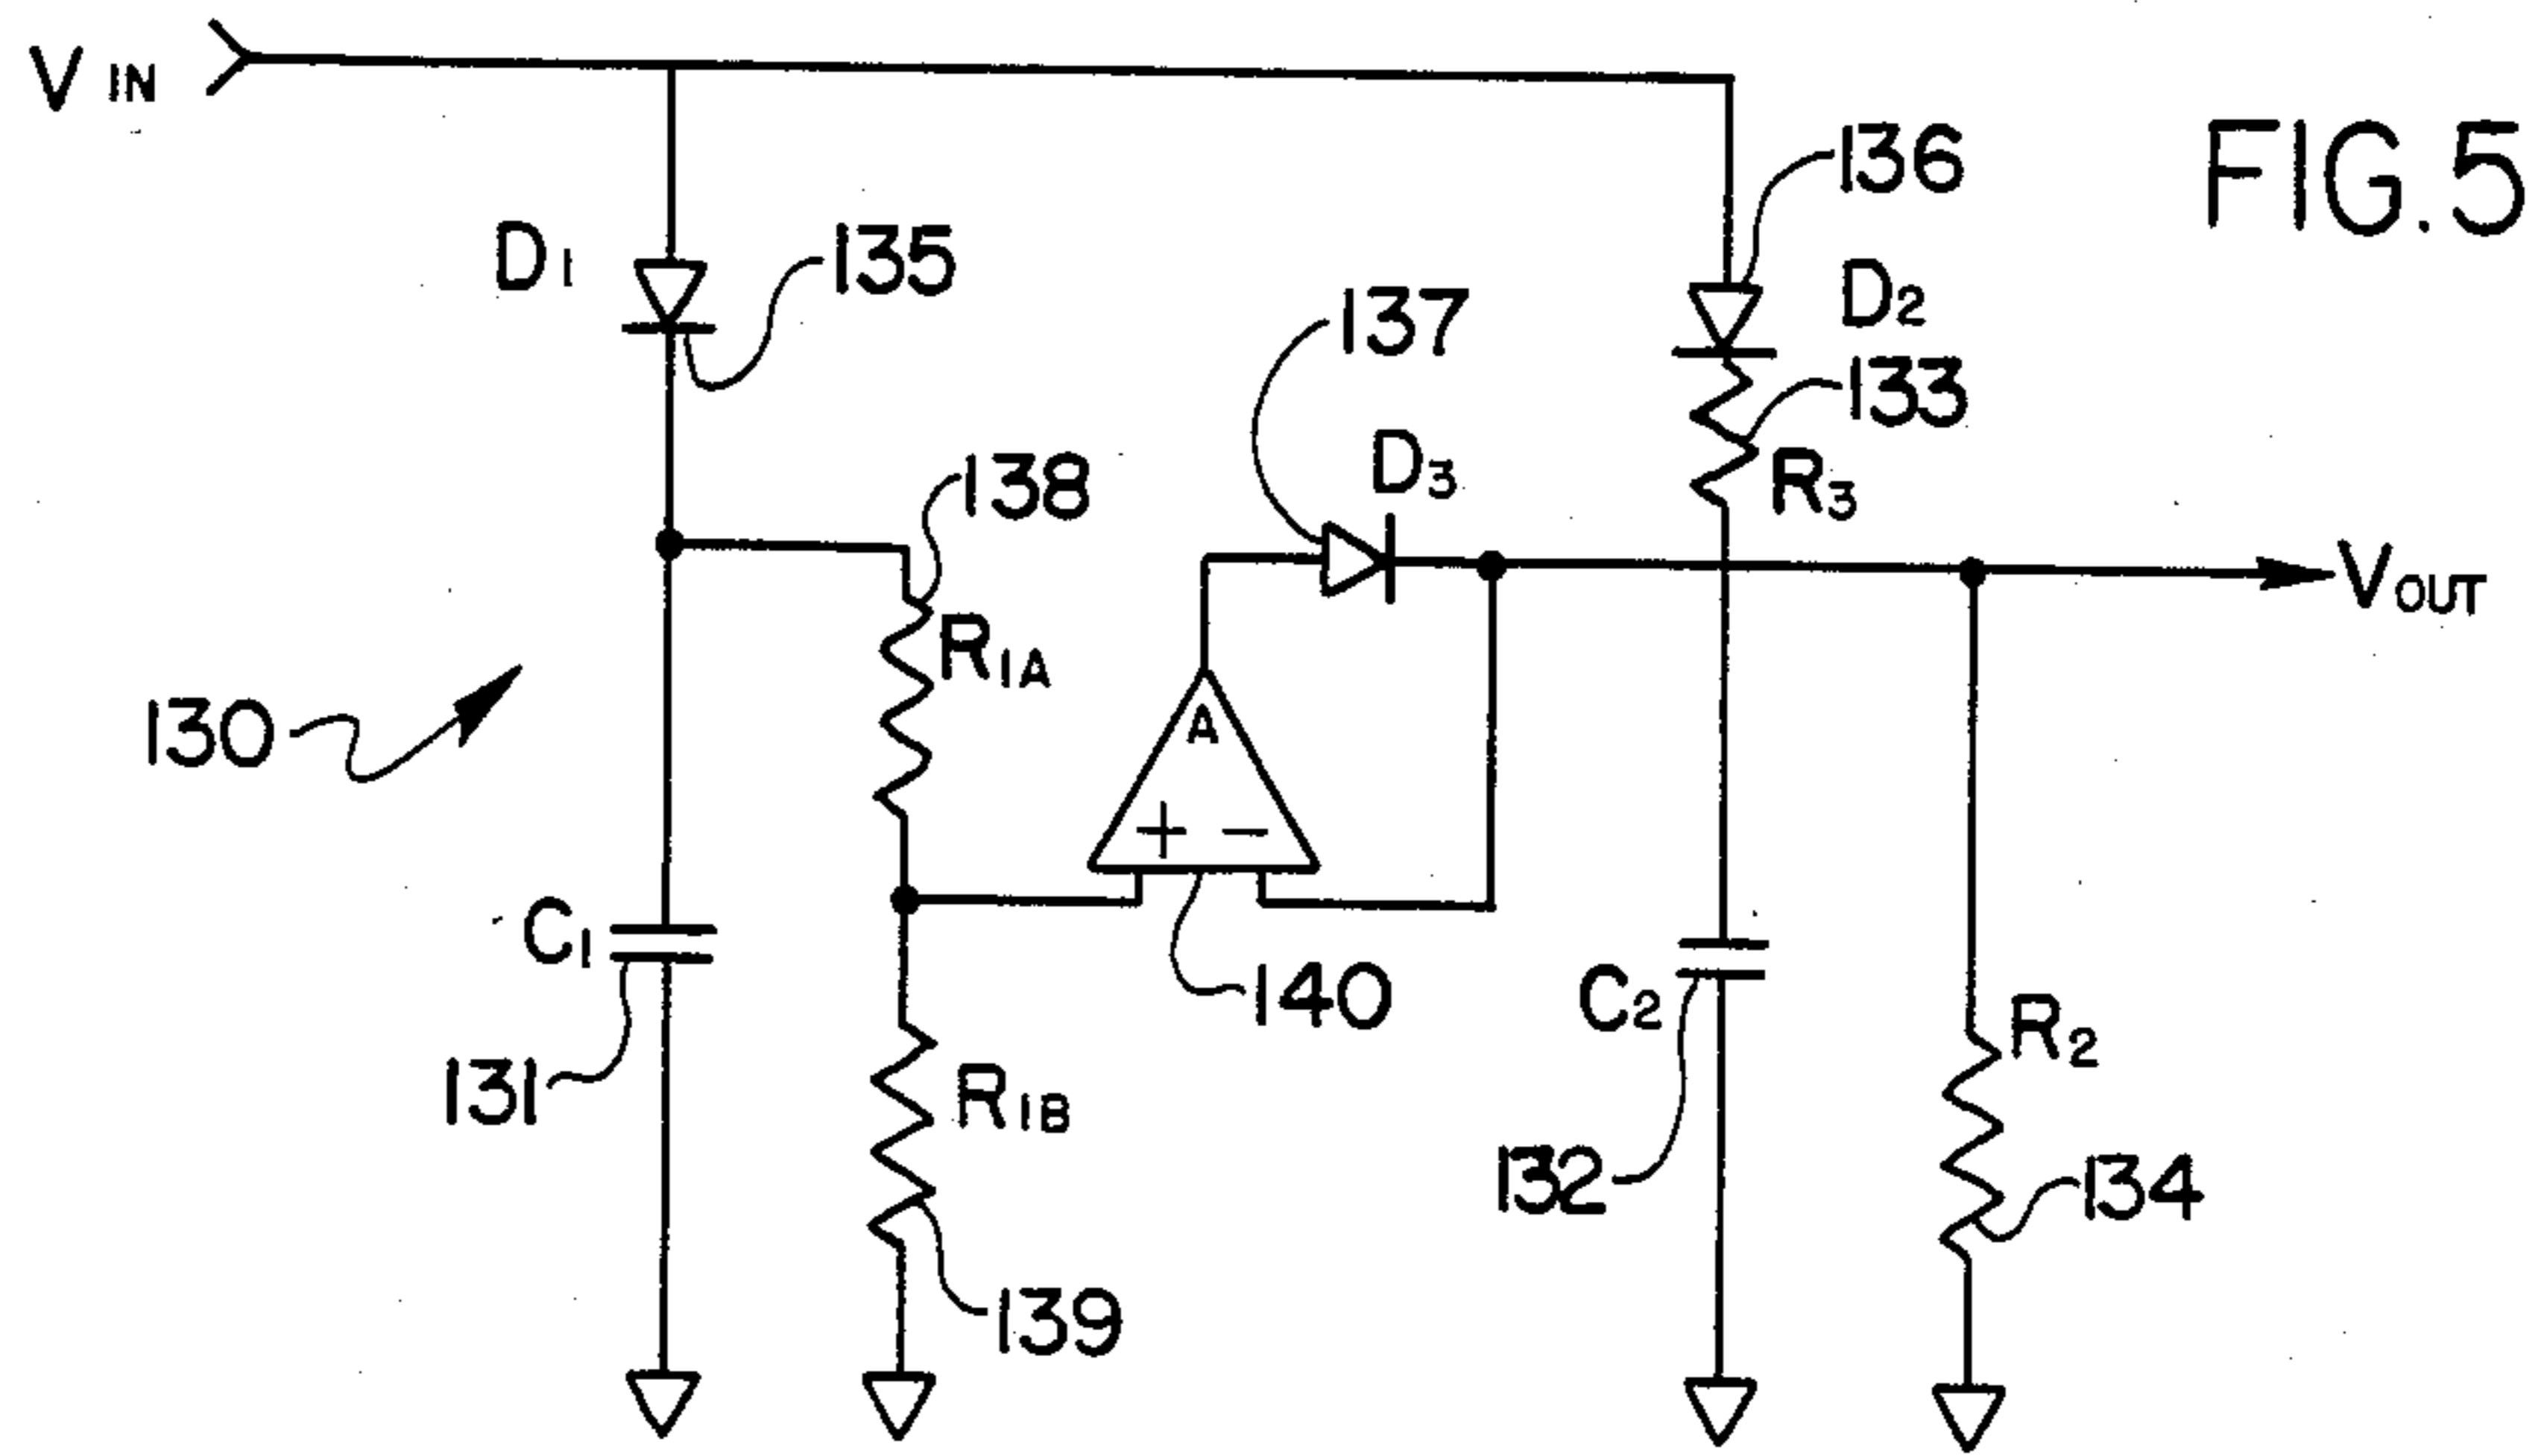 V IN
FIG. 5
136
D1
135
D2
137
133
D3
R3
138
VOUT
R1A
130
A
+ −
C1
140
C2
R2
131
R1B
132
134
139